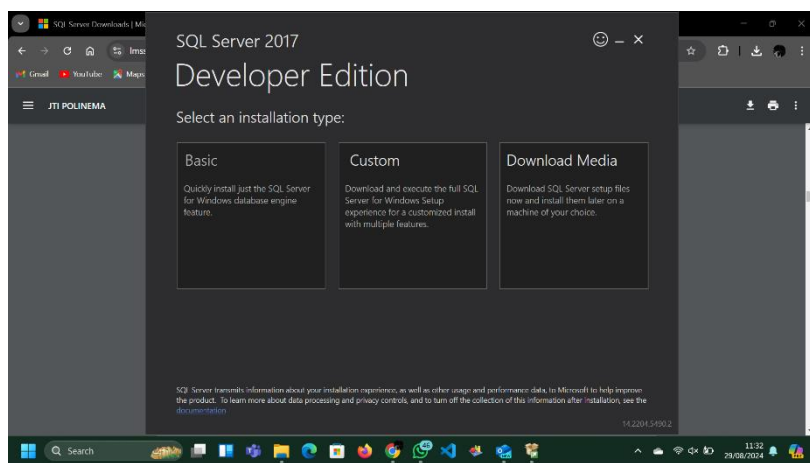 SQL Server Downloads | Mi
Gmail YouTube Maps
JTI POLINEMA
SQL Server 2017
Developer Edition
Select an installation type:
Basic
Quickly install just the SQL Server
for Windows database engine
feature.
Custom
Download and execute the full SQL
Server for Windows Setup
experience for a customized install
with multiple features.
Download Media
Download SQL Server setup files
now and install them later on a
machine of your choice.
SQL Server transmits information about your installation experience, as well as other usage and performance data, to Microsoft to help improve
the product. To learn more about data processing and privacy controls, and to turn off the collection of this information after installation, see the
documentation
14.2204.5490.2
Search
11:32
29/08/2024